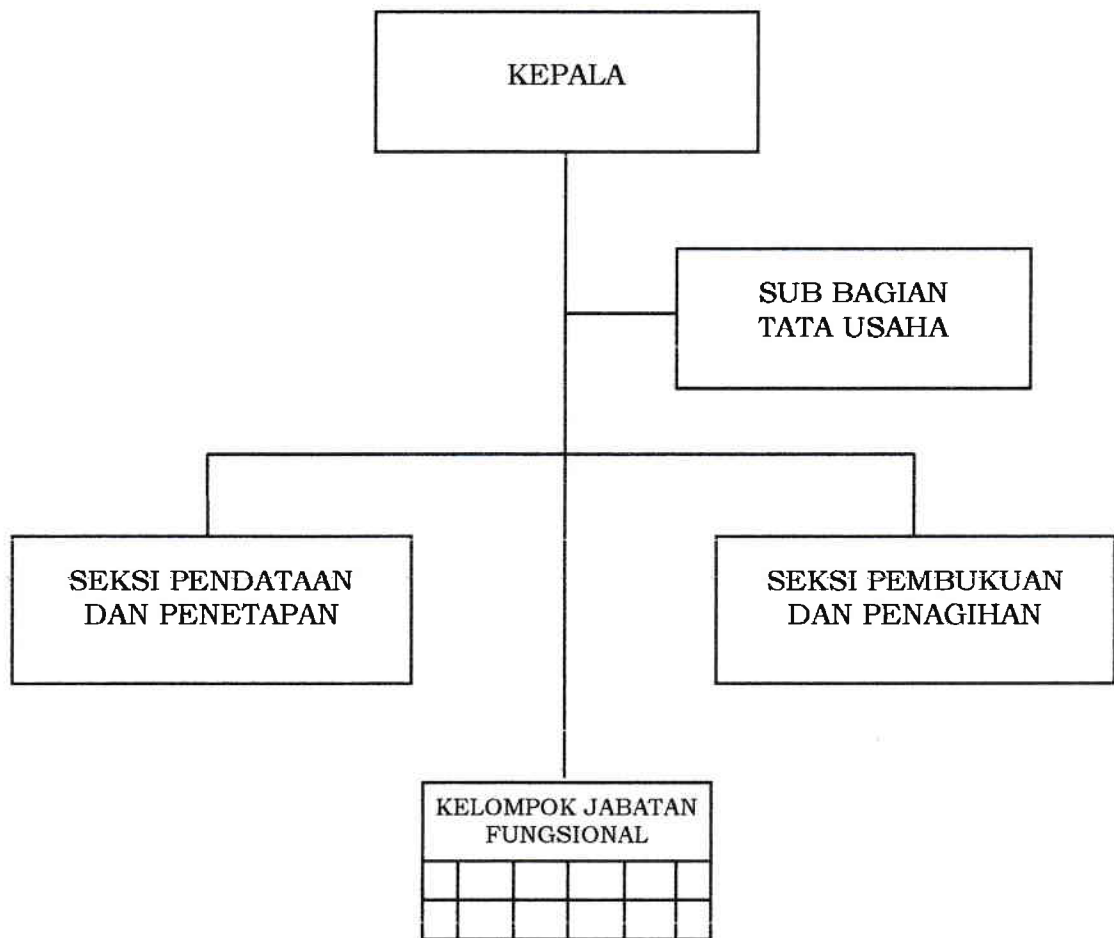 KEPALA
SUB BAGIAN
TATA USAHA
SEKSI PENDATAAN
DAN PENETAPAN
SEKSI PEMBUKUAN
DAN PENAGIHAN
KELOMPOK JABATAN
FUNGSIONAL